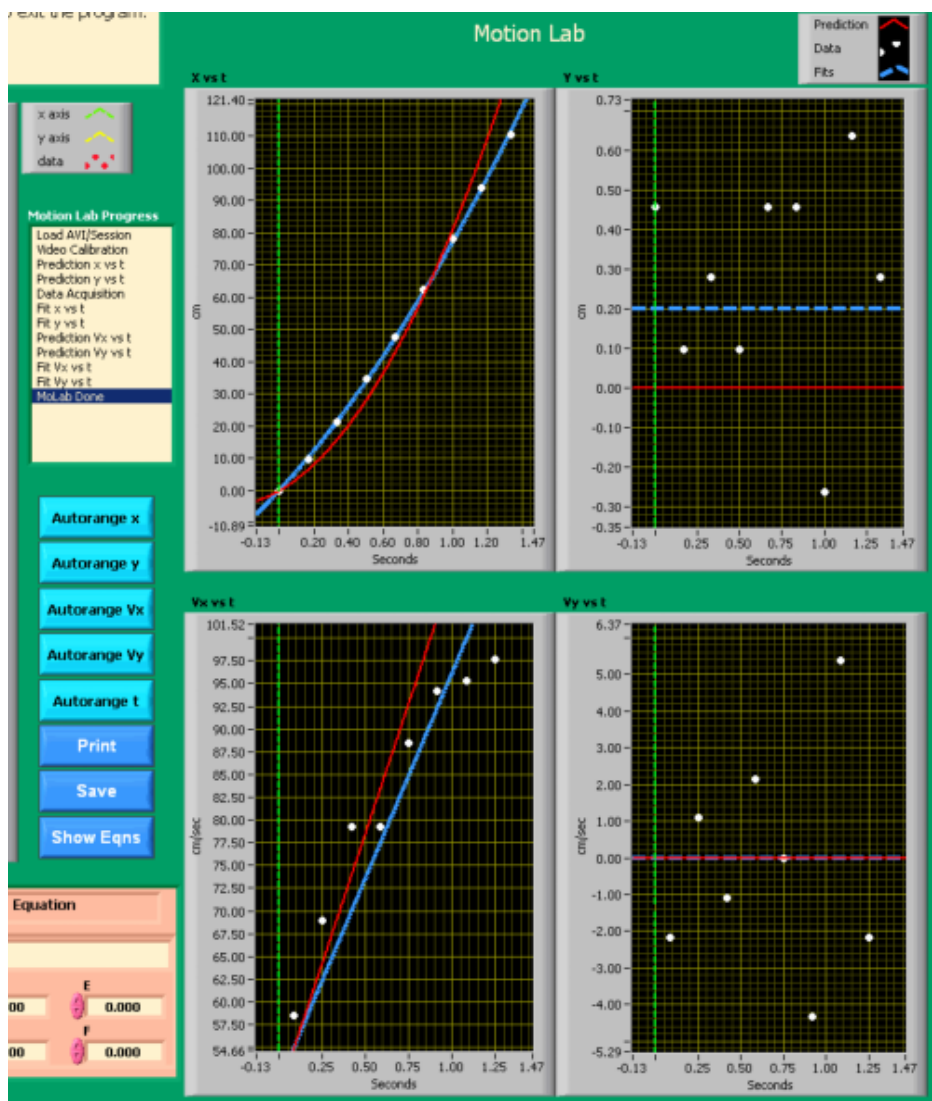 to exit the program.
Motion Lab
Prediction
Data
Fits
x axis
y axis
data
Motion Lab Progress
Load AVI/Session
Video Calibration
Prediction x vs t
Prediction y vs t
Data Acquisition
Fit x vs t
Fit y vs t
Prediction Vx vs t
Prediction Vy vs t
Fit Vx vs t
Fit Vy vs t
MoLab Done
Autorange x
Autorange y
Autorange Vx
Autorange Vy
Autorange t
Print
Save
Show Eqns
Equation
00
E
0.000
00
F
0.000
X vs t
121.40
110.00
100.00
90.00
80.00
70.00
60.00
50.00
40.00
30.00
20.00
10.00
0.00
-10.89
cm
-0.13 0.20 0.40 0.60 0.80 1.00 1.20 1.47
Seconds
Y vs t
0.73
0.60
0.50
0.40
0.30
0.20
0.10
0.00
-0.10
-0.20
-0.30
-0.35
cm
-0.13 0.25 0.50 0.75 1.00 1.25 1.47
Seconds
Vx vs t
101.52
97.50
95.00
92.50
90.00
87.50
85.00
82.50
80.00
77.50
75.00
72.50
70.00
67.50
65.00
62.50
60.00
57.50
54.66
cm/sec
-0.13 0.25 0.50 0.75 1.00 1.25 1.47
Seconds
Vy vs t
6.37
5.00
4.00
3.00
2.00
1.00
0.00
-1.00
-2.00
-3.00
-4.00
-5.29
cm/sec
-0.13 0.25 0.50 0.75 1.00 1.25 1.47
Seconds